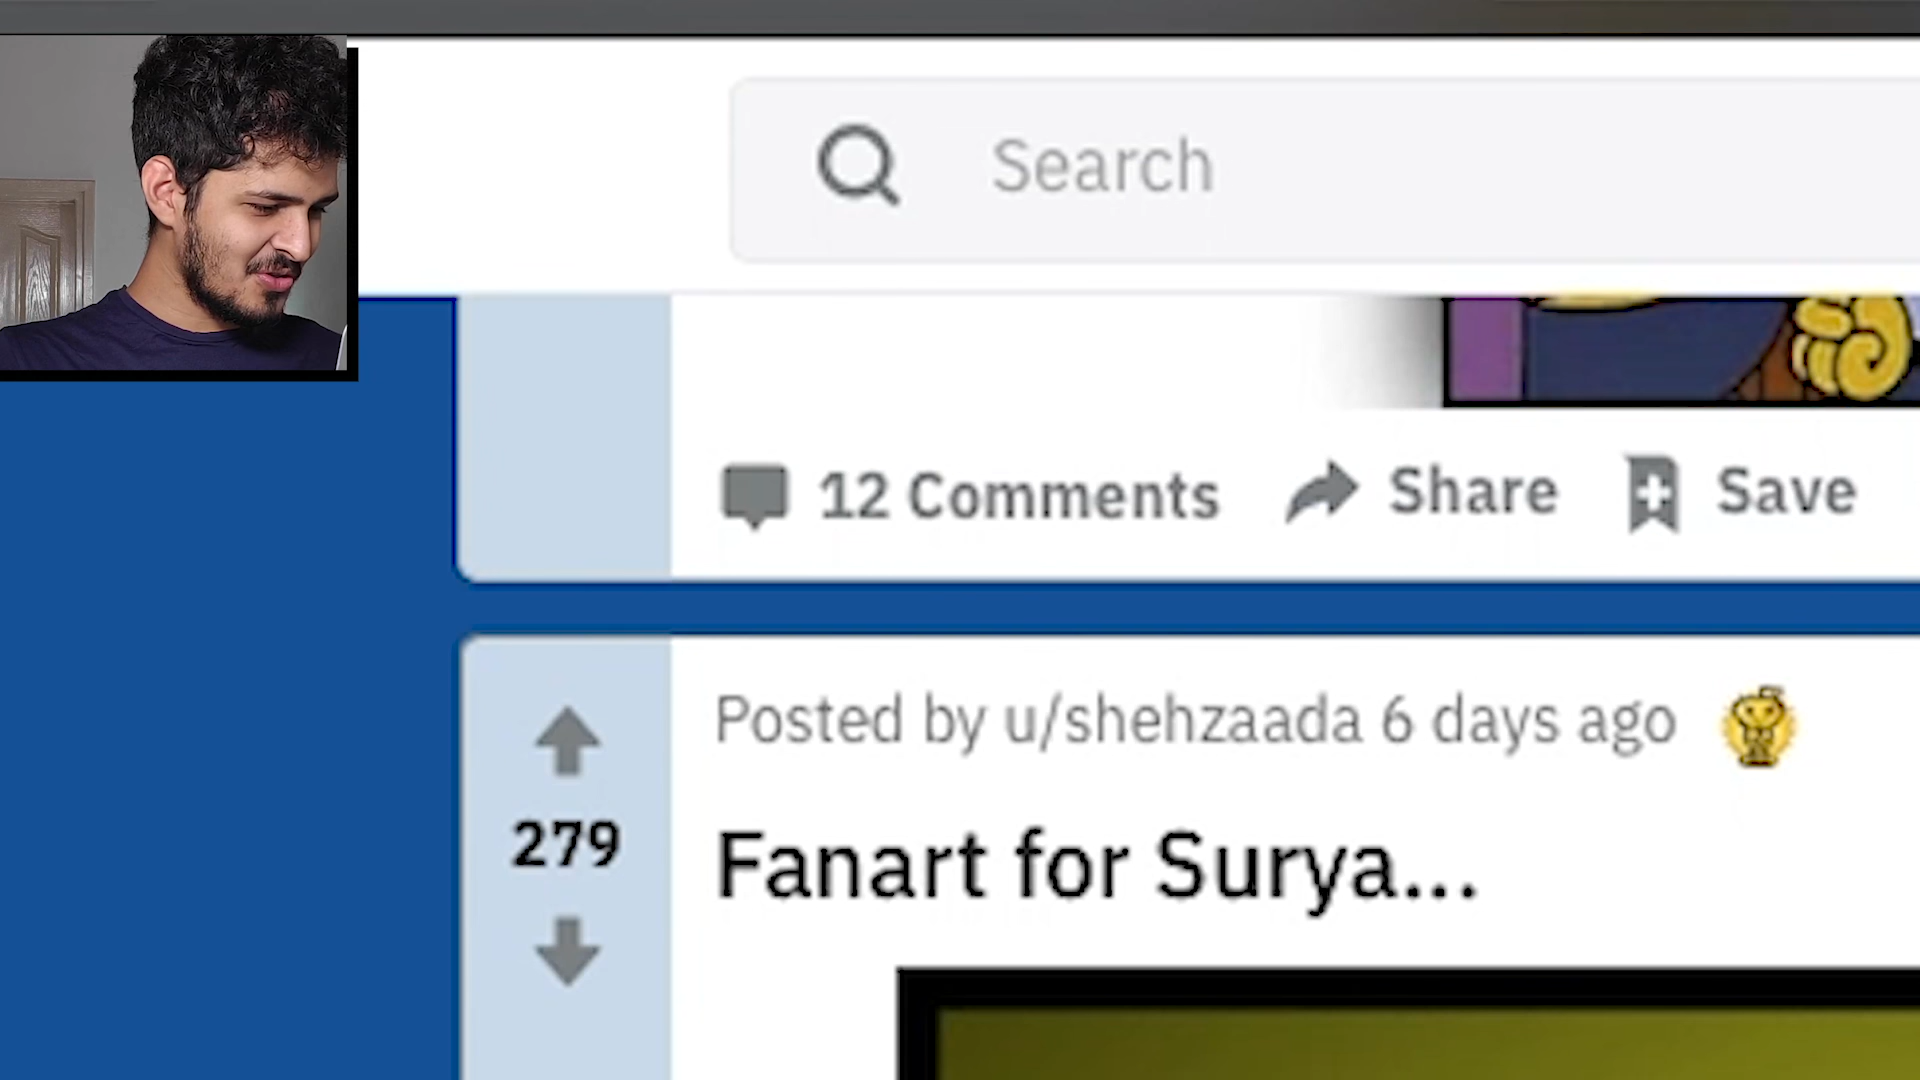 Search
12 Comments Share Save
Posted by u/shehzaada 6 days ago
279
Fanart for Surya...